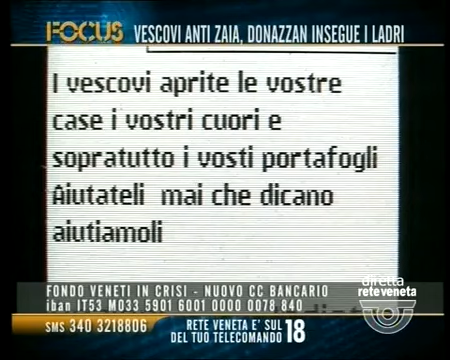 FOCUS
VESCOVI ANTI ZAIA, DONAZZAN INSEGUE I LADRI
I vescovi aprite le vostre
case i vostri cuori e
sopratutto i vosti portafogli
Aiutateli mai che dicano
aiutiamoli
diretta
reteveneta
FONDO VENETI IN CRISI - NUOVO CC BANCARIO
iban IT53 M033 5901 6001 0000 0078 840
SMS 340 3218806
RETE VENETA E' SUL
DEL TUO TELECOMANDO 18